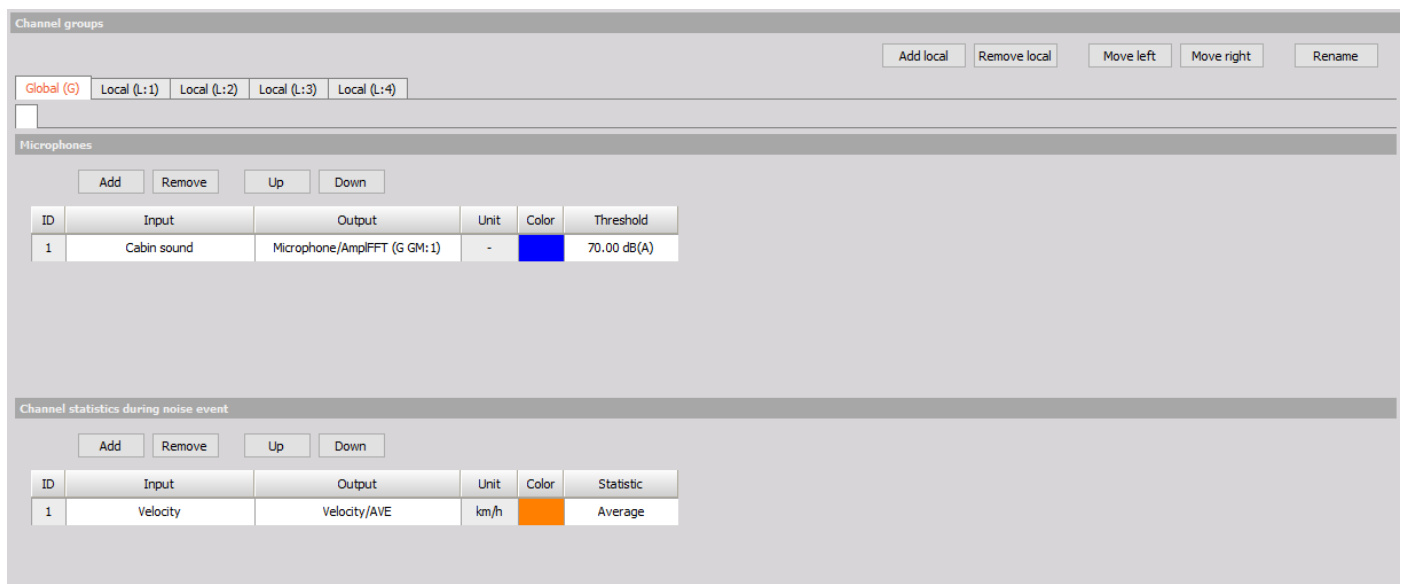 Channel groups
Add local Remove local Move left Move right Rename
Global (G) Local (L:1) Local (L:2) Local (L:3) Local (L:4)
Microphones
Add Remove Up Down
ID Input Output Unit Color Threshold
1 Cabin sound Microphone/AmplFFT (G GM:1) - 70.00 dB(A)
Channel statistics during noise event
Add Remove Up Down
ID Input Output Unit Color Statistic
1 Velocity Velocity/AVE km/h Average